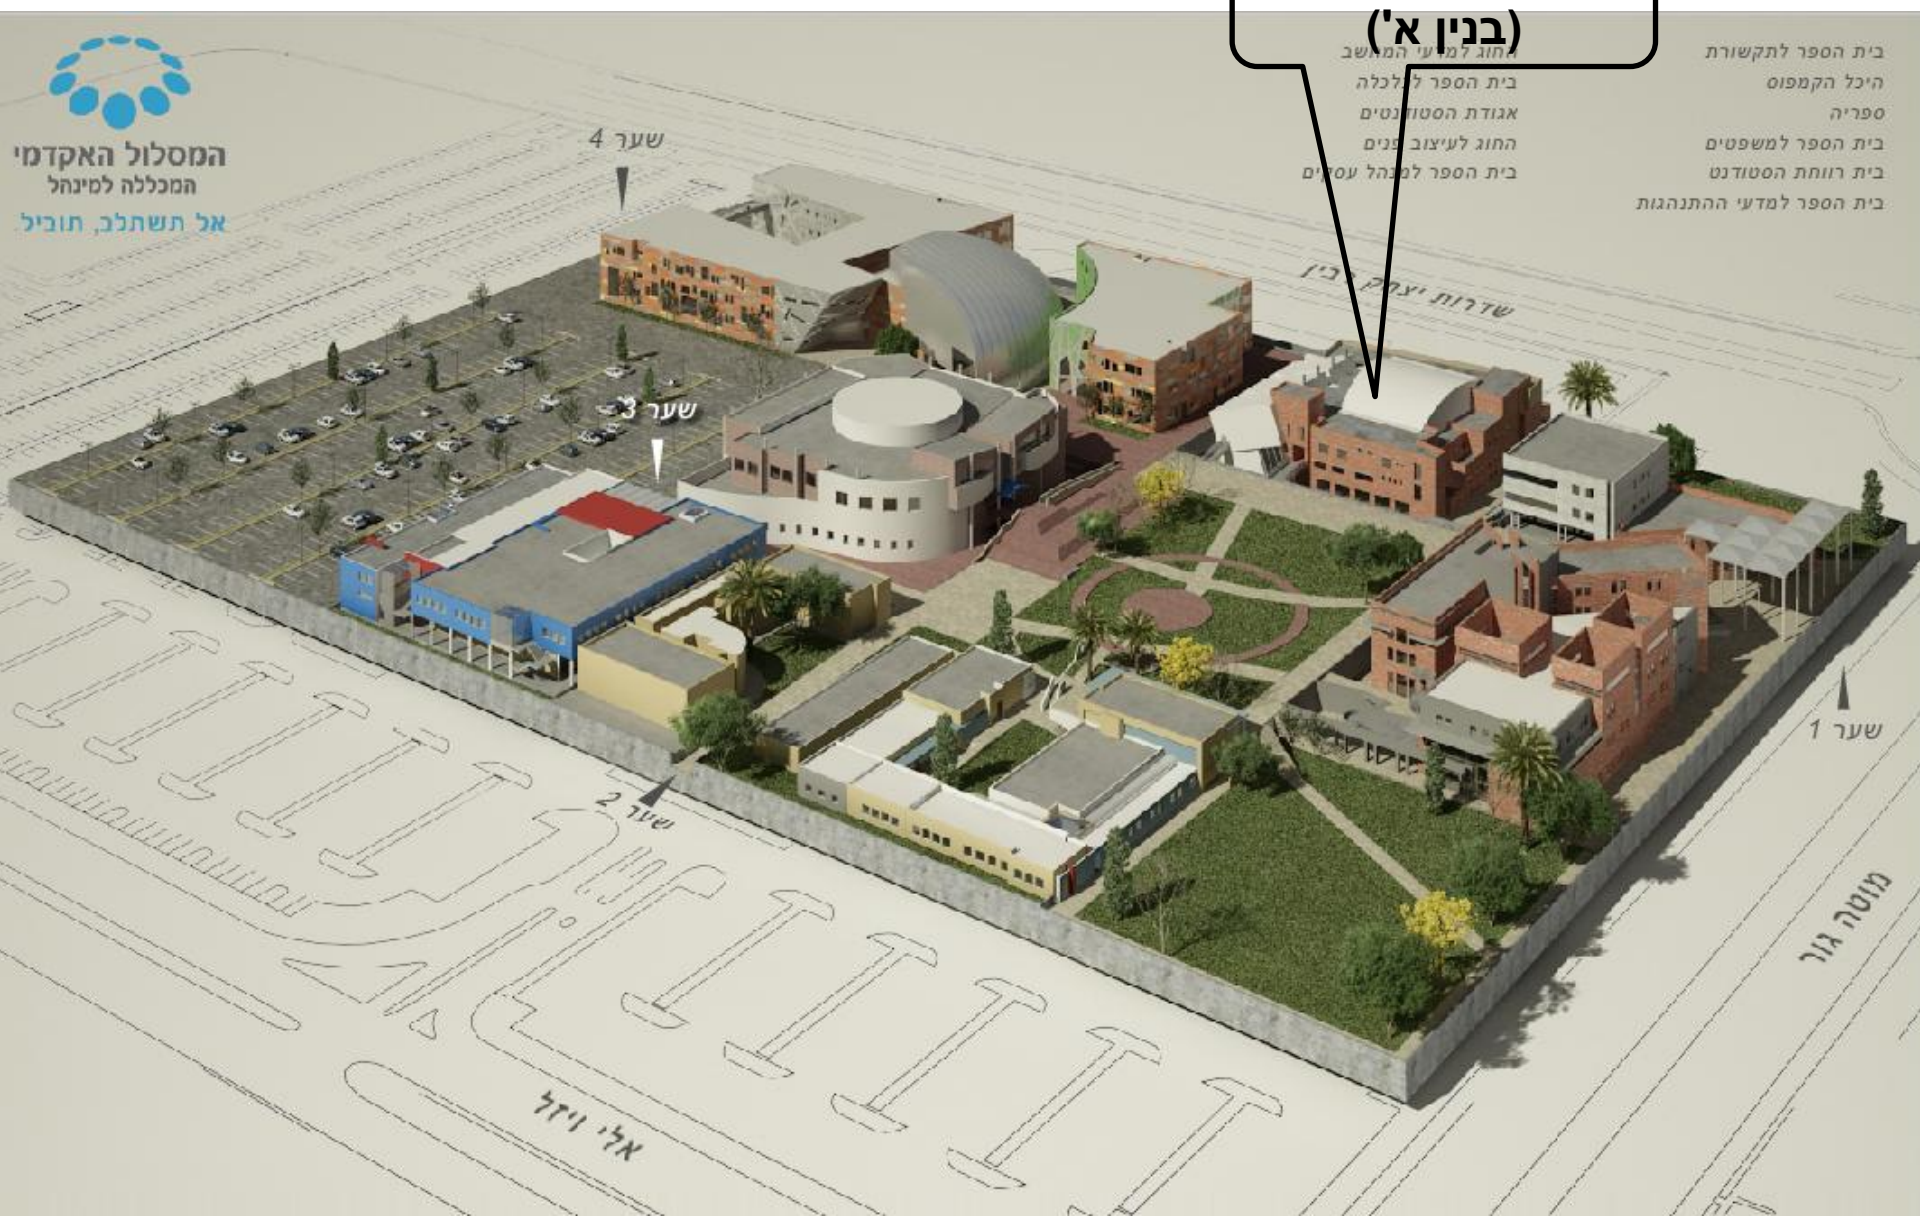 (בנין א')
בית הספר לתקשורת
היכל הקמפוס
ספריה
בית הספר למשפטים
בית רווחת הסטודנט
בית הספר למדעי ההתנהגות
החוג למדעי המחשב
בית הספר לכלכלה
אגודת הסטודנטים
החוג לעיצוב פנים
בית הספר למנהל עסקים
המסלול האקדמי
המכללה למינהל
אל תשתלב, תוביל
שער 4
שדרות יצחק רבין
שער 3
שער 1
שער 2
מוטה גור
אלי ויזל